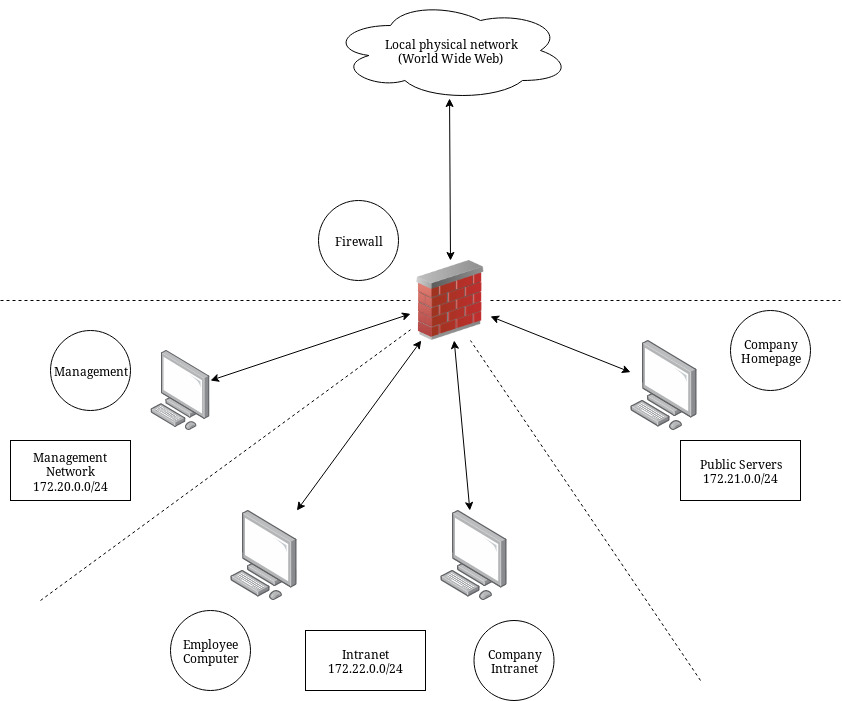 Local physical network
(World Wide Web)
Firewall
Management
Company
Homepage
Management
Network
172.20.0.0/24
Public Servers
172.21.0.0/24
Employee
Computer
Intranet
172.22.0.0/24
Company
Intranet